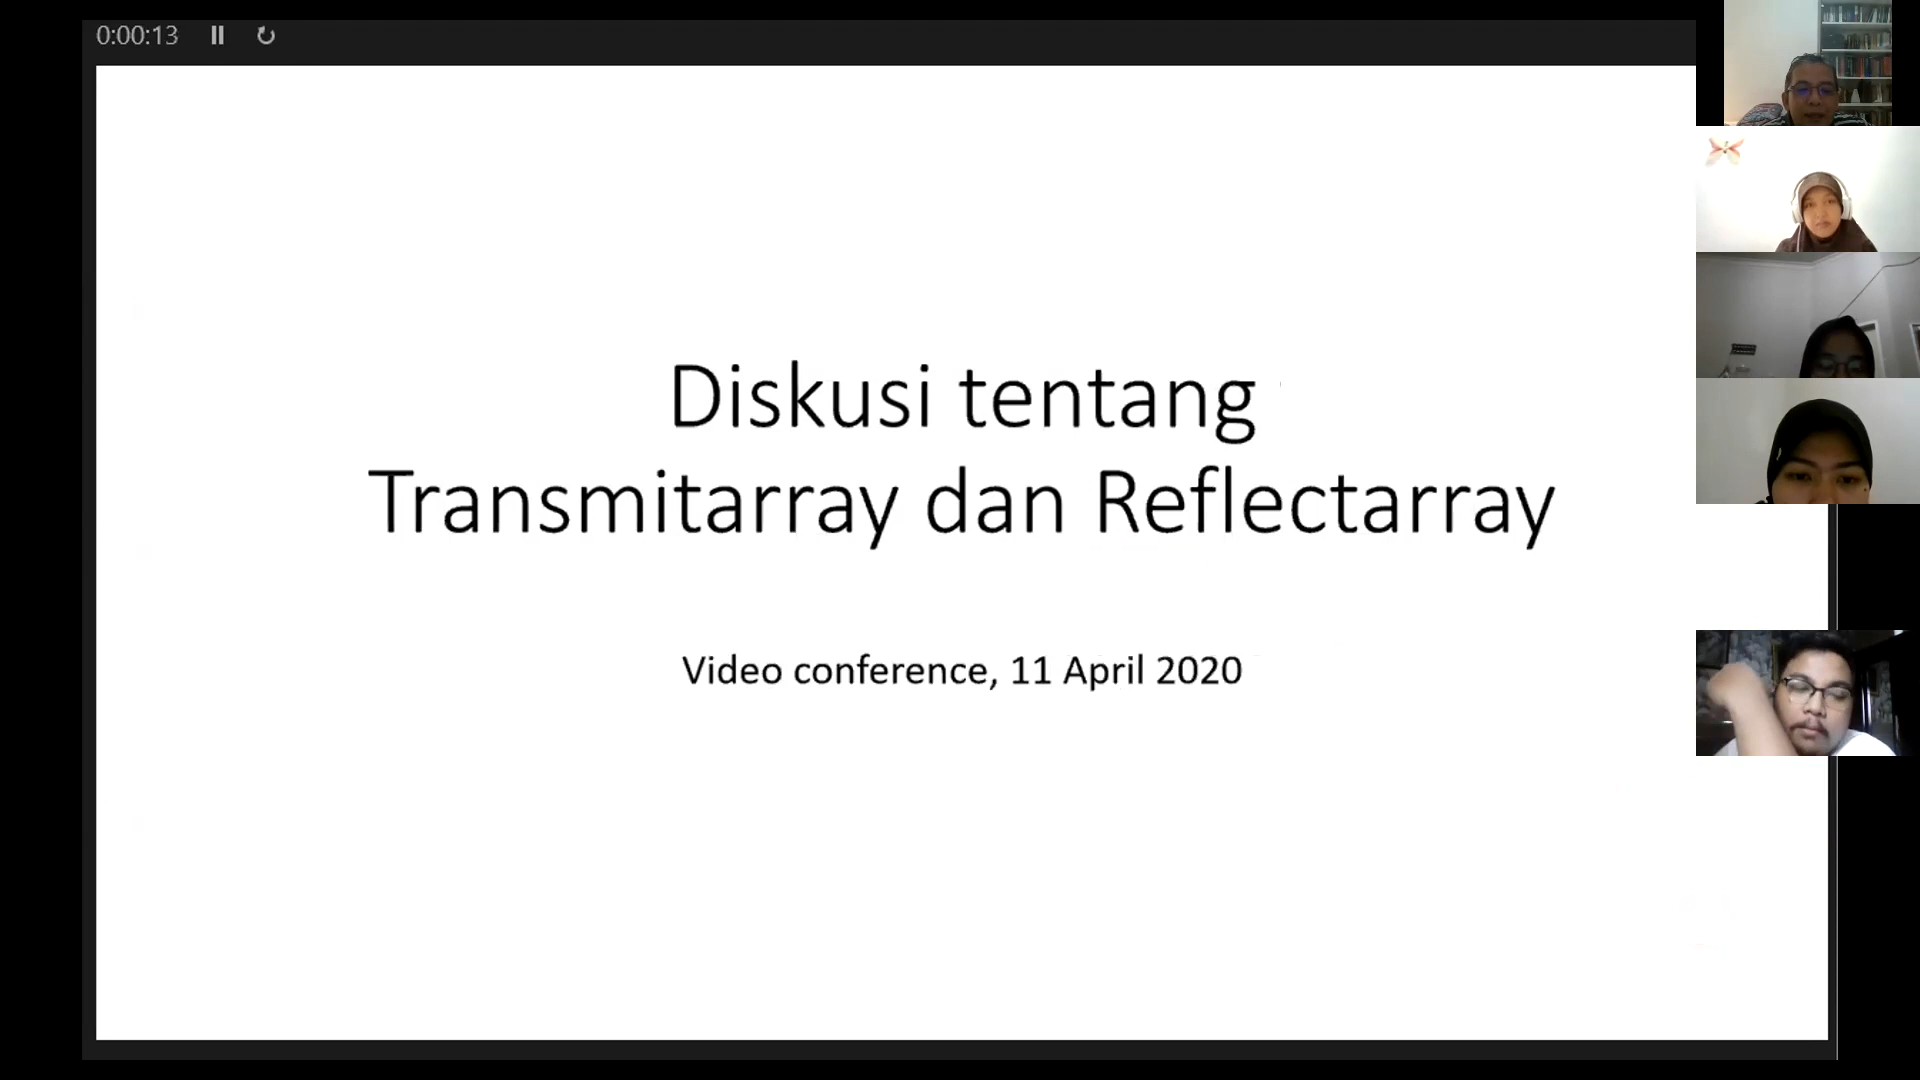 0:00:13
Diskusi tentang
Transmitarray dan Reflectarray
Video conference, 11 April 2020